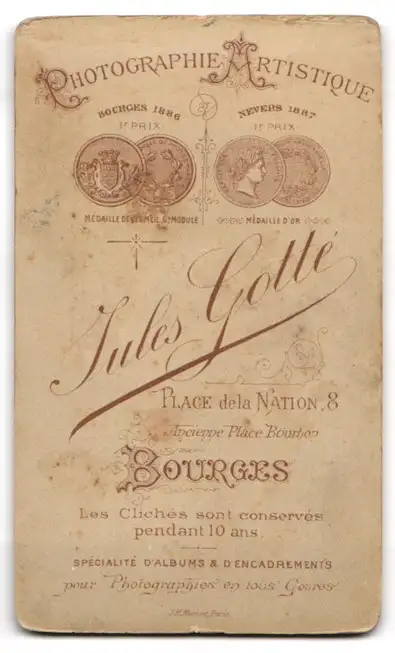 PHOTOGRAPHIE ARTISTIQUE
BOURGES 1886
1er PRIX
NEVERS 1887
1er PRIX
MÉDAILLE DE VERMEIL Gd MODULE
MÉDAILLE D'OR
Jules Gotté
PLACE de la NATION, 8
Ancienne Place Bourbon
BOURGES
Les Clichés sont conservés
pendant 10 ans.
SPÉCIALITÉ D'ALBUMS & D'ENCADREMENTS
pour Photographies en tous Genres